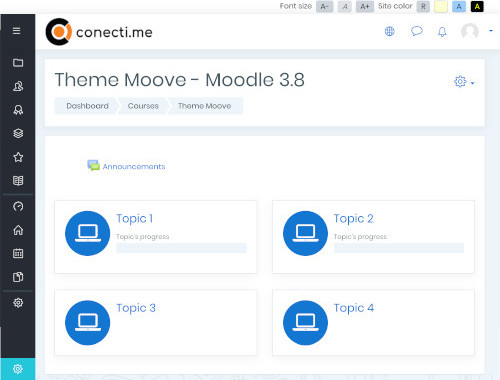 Font size A- A A+ Site color R A A A
conecti.me
Theme Moove - Moodle 3.8
Dashboard Courses Theme Moove
Announcements
Topic 1
Topic's progress
Topic 2
Topic's progress
Topic 3
Topic 4